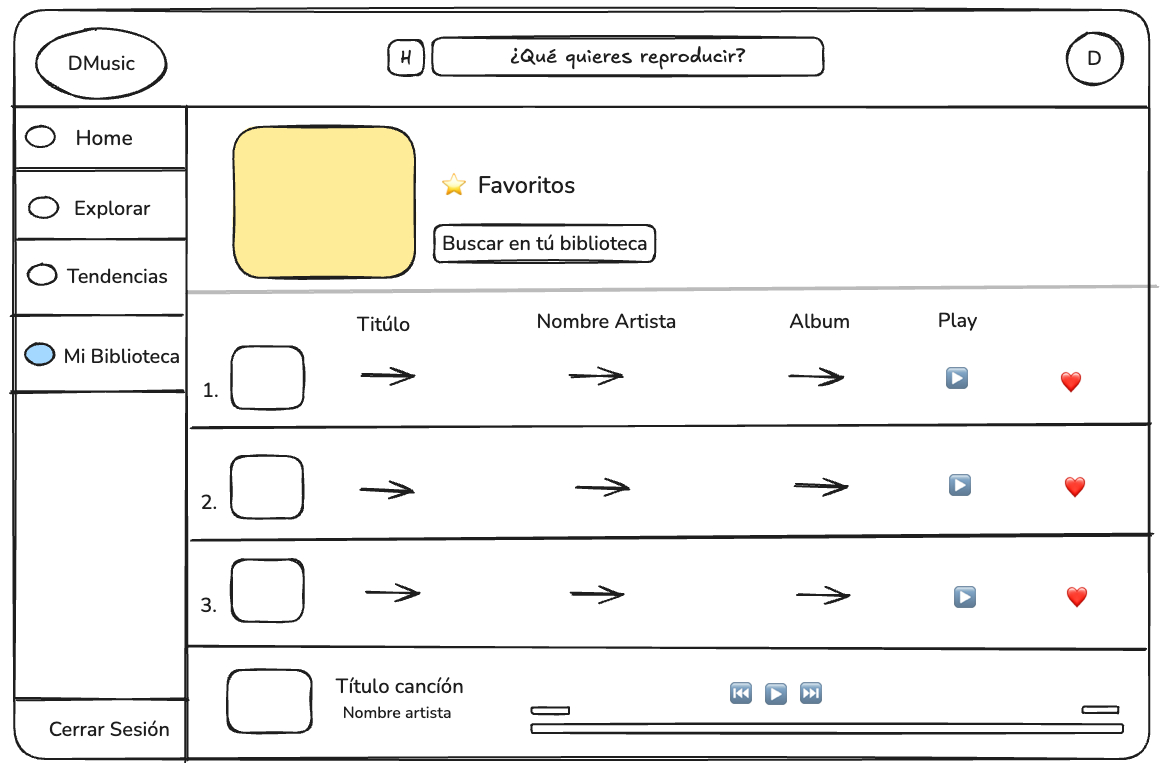 DMusic
H
¿Qué quieres reproducir?
D
Home
Explorar
Tendencias
Mi Biblioteca
Cerrar Sesión
Favoritos
Buscar en tú biblioteca
Titúlo Nombre Artista Album Play
1.
2.
3.
Título cancíón
Nombre artista